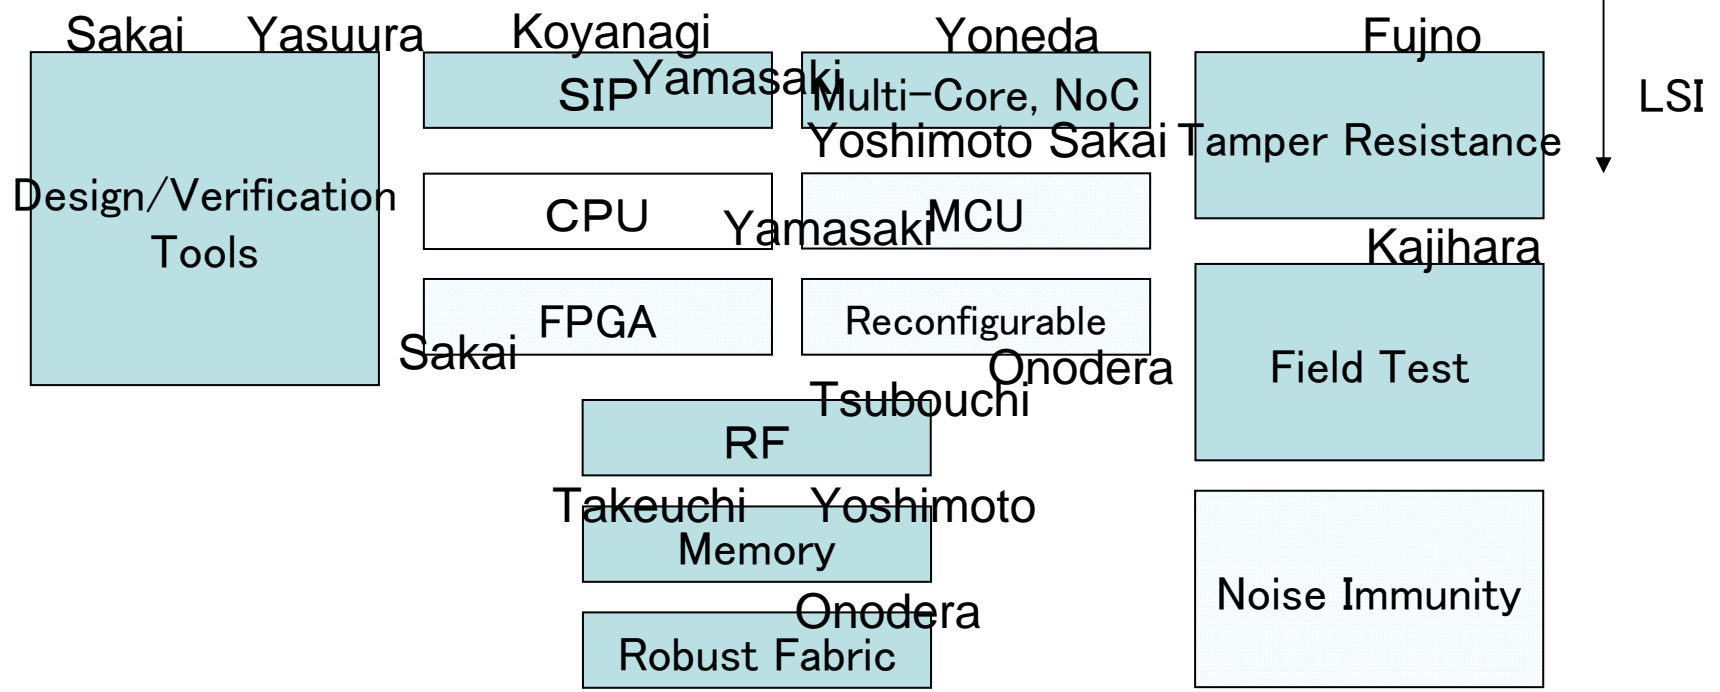 Sakai Yasuura Koyanagi Yoneda Fujno
SIP Yamasaki Multi-Core, NoC LSI
Yoshimoto Sakai Tamper Resistance
Design/Verification
Tools
CPU Yamasaki MCU
Kajihara
FPGA Reconfigurable
Sakai Onodera Field Test
Tsubouchi
RF
Takeuchi Yoshimoto
Memory
Noise Immunity
Onodera
Robust Fabric